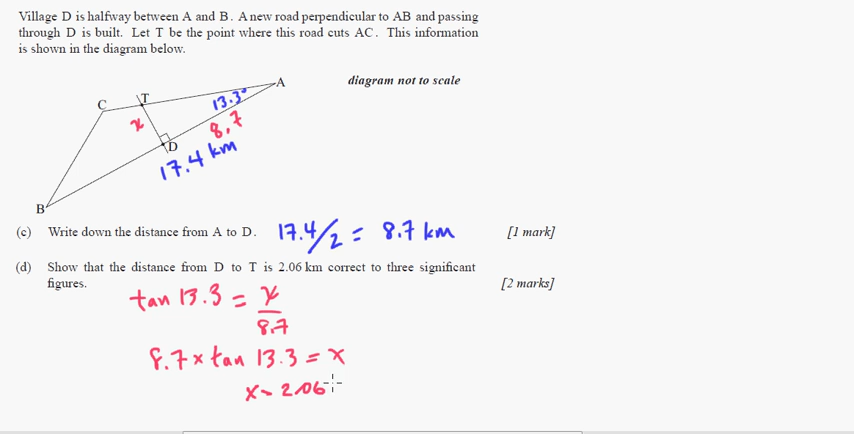 Village D is halfway between A and B. A new road perpendicular to AB and passing
through D is built. Let T be the point where this road cuts AC. This information
is shown in the diagram below.
diagram not to scale
A
T
C
13.3°
x
8.7
D
17.4 km
B
(c) Write down the distance from A to D. 17.4/2 = 8.7 km [1 mark]
(d) Show that the distance from D to T is 2.06 km correct to three significant
figures. [2 marks]
tan 13.3 = x
8.7
8.7 x tan 13.3 = x
x ~ 2.06